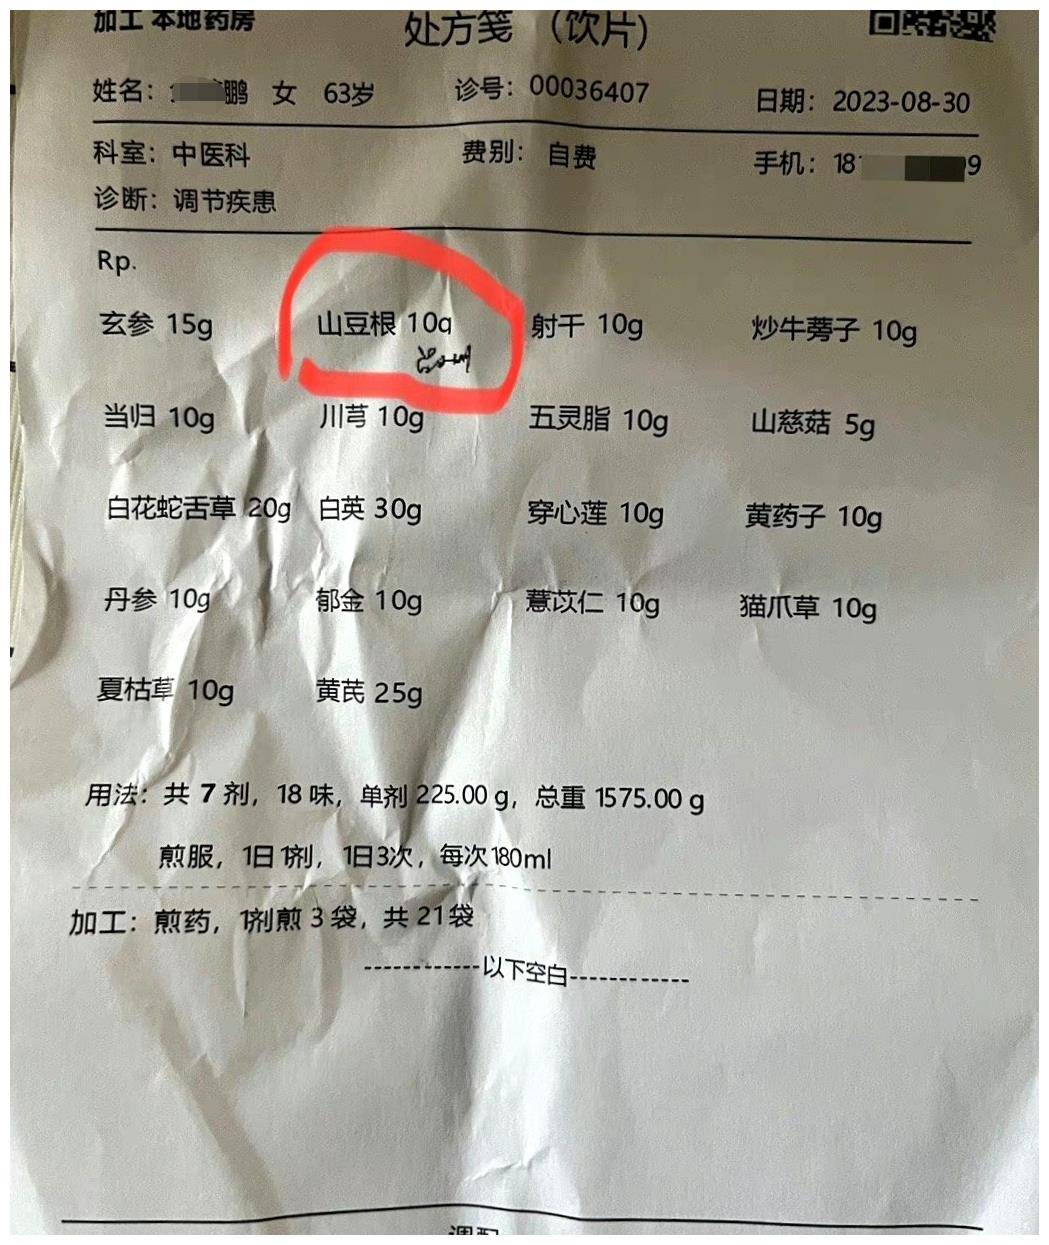 加工 本地药房
处方笺 （饮片）
姓名： 鹏 女 63岁 诊号：00036407 日期：2023-08-30
科室：中医科 费别：自费 手机：18 9
诊断：调节疾患
Rp.
玄参 15g 山豆根 10g 射干 10g 炒牛蒡子 10g
当归 10g 川芎 10g 五灵脂 10g 山慈菇 5g
白花蛇舌草 20g 白英 30g 穿心莲 10g 黄药子 10g
丹参 10g 郁金 10g 薏苡仁 10g 猫爪草 10g
夏枯草 10g 黄芪 25g
用法：共 7 剂，18 味，单剂 225.00 g，总重 1575.00 g
煎服，1日1剂，1日3次，每次180ml
加工：煎药，1剂煎 3 袋，共 21 袋
------------以下空白------------